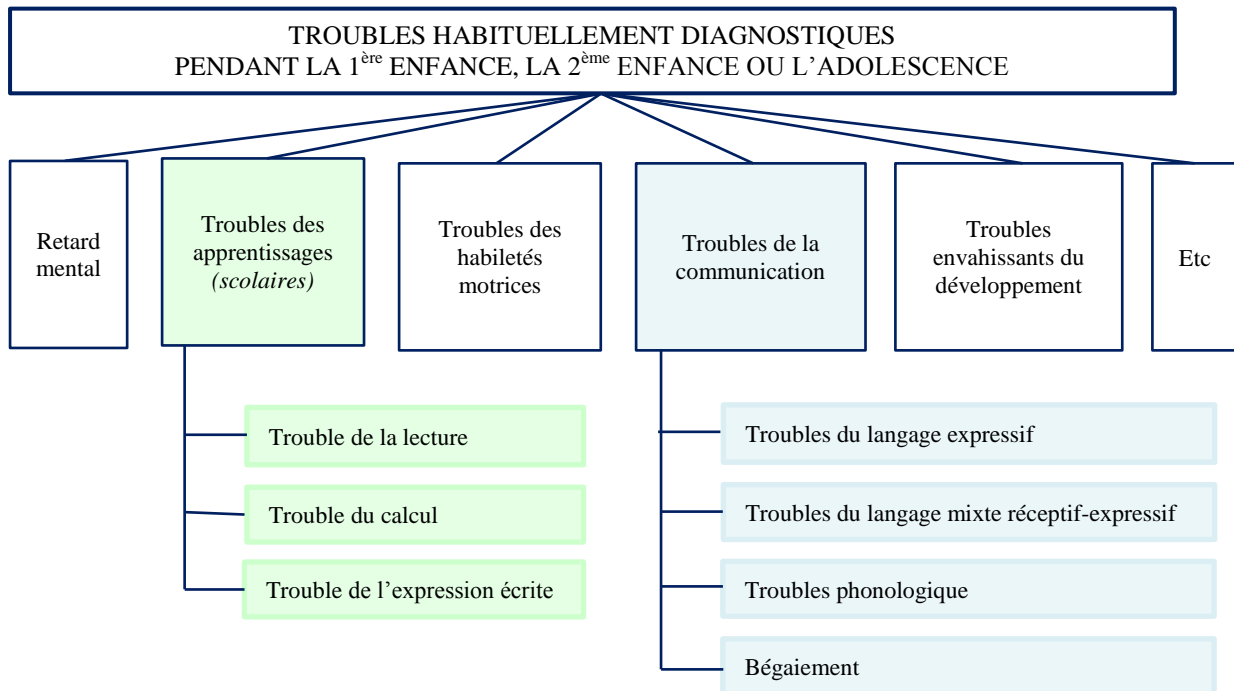 TROUBLES HABITUELLEMENT DIAGNOSTIQUES
PENDANT LA 1ère ENFANCE, LA 2ème ENFANCE OU L'ADOLESCENCE
Retard
mental
Troubles des
apprentissages
(scolaires)
Troubles des
habiletés
motrices
Troubles de la
communication
Troubles
envahissants du
développement
Etc
Trouble de la lecture
Trouble du calcul
Trouble de l'expression écrite
Troubles du langage expressif
Troubles du langage mixte réceptif-expressif
Troubles phonologique
Bégaiement